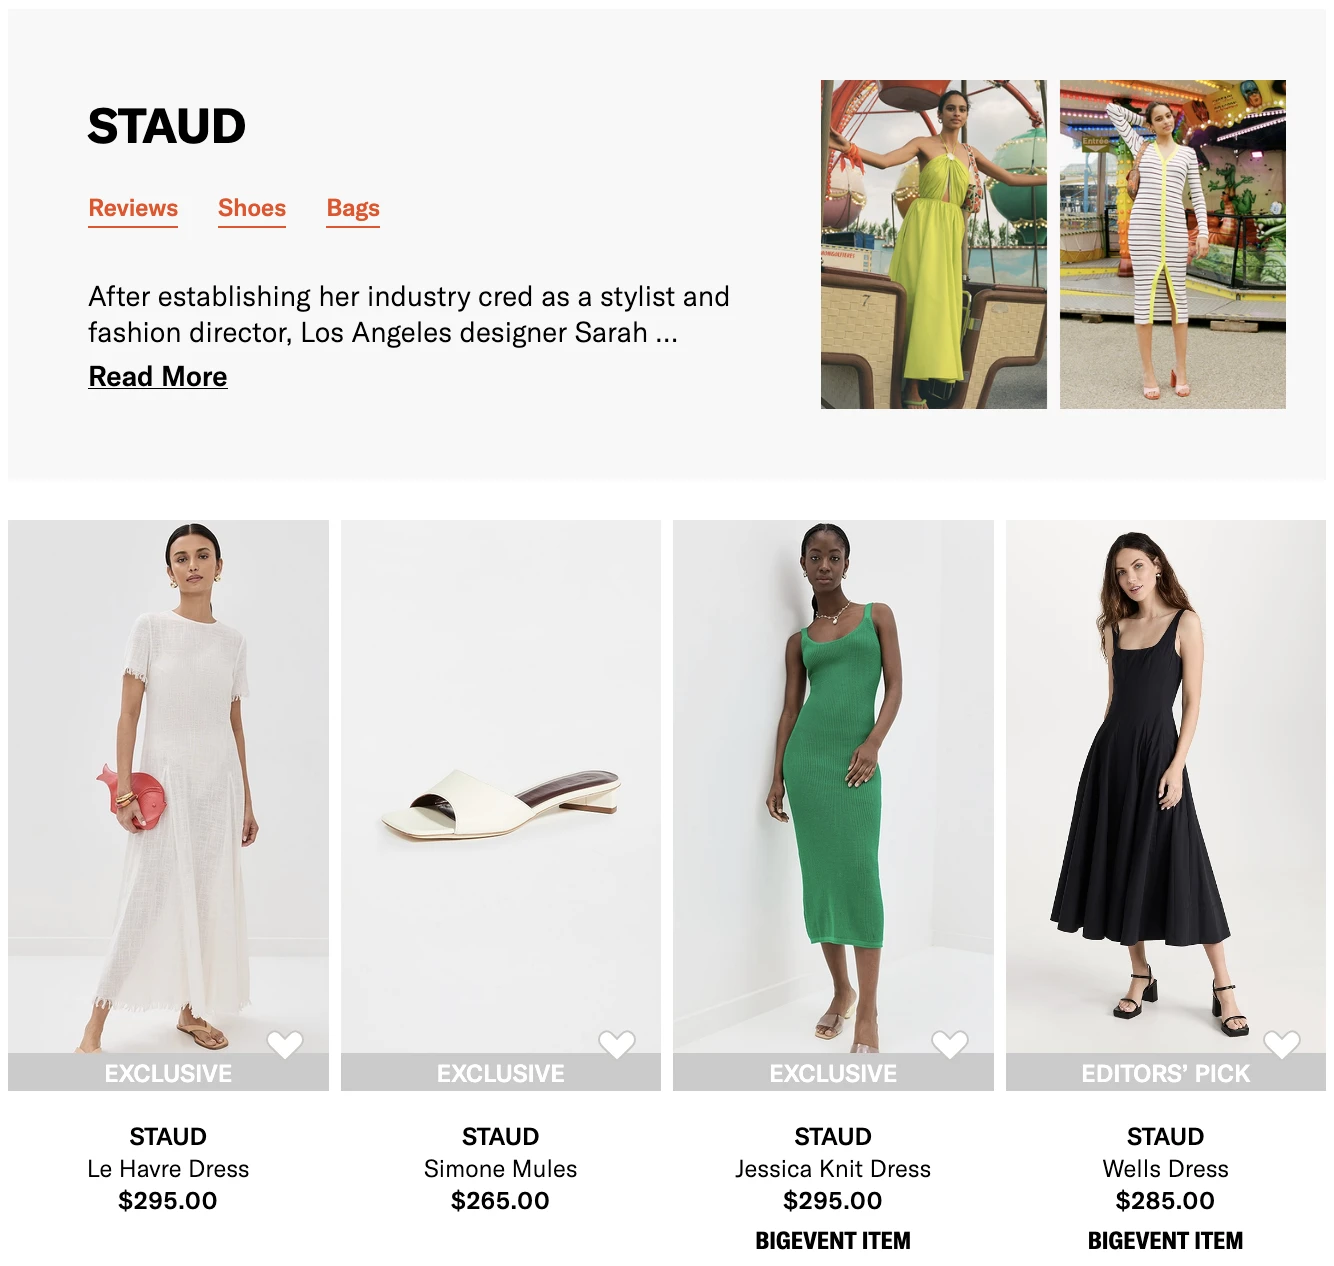 STAUD
Reviews Shoes Bags
After establishing her industry cred as a stylist and
fashion director, Los Angeles designer Sarah ...
Read More
7
Entrée
EXCLUSIVE
EXCLUSIVE
EXCLUSIVE
EDITORS’ PICK
STAUD
Le Havre Dress
$295.00
STAUD
Simone Mules
$265.00
STAUD
Jessica Knit Dress
$295.00
BIGEVENT ITEM
STAUD
Wells Dress
$285.00
BIGEVENT ITEM